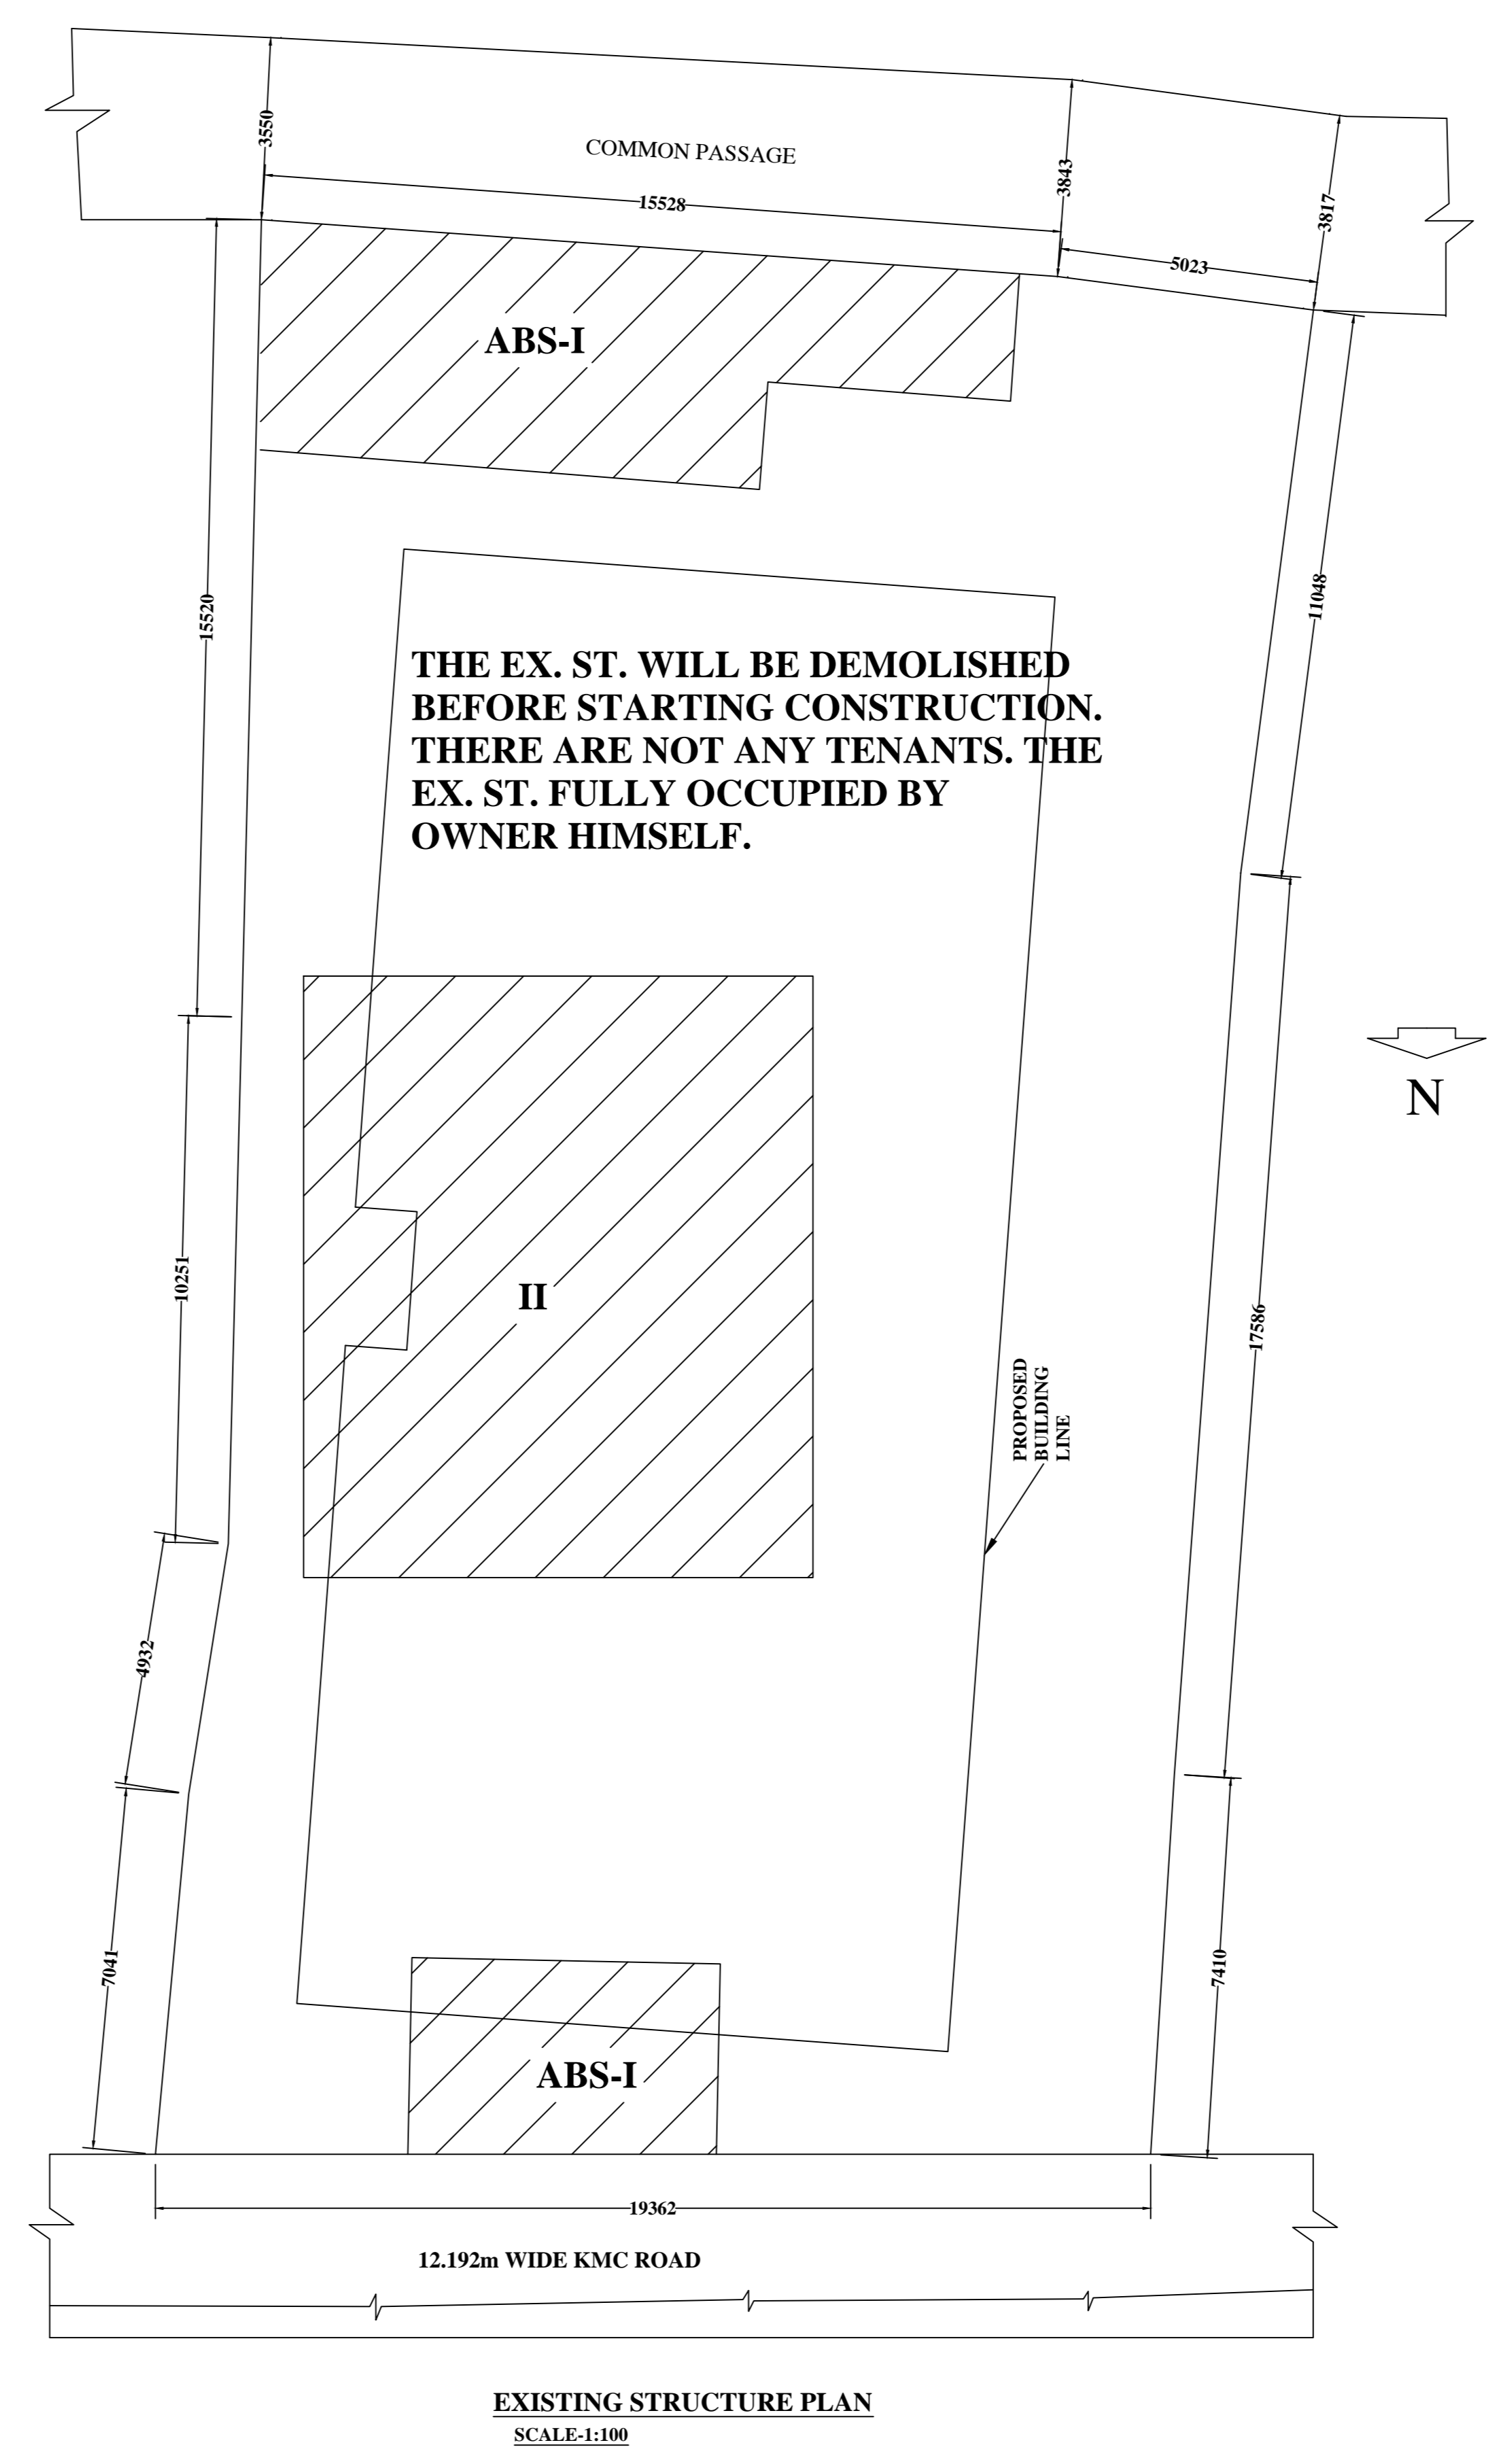 3550
COMMON PASSAGE
3843
3817
15528
5023
ABS-I
15520
11048
THE EX. ST. WILL BE DEMOLISHED
BEFORE STARTING CONSTRUCTION.
THERE ARE NOT ANY TENANTS. THE
EX. ST. FULLY OCCUPIED BY
OWNER HIMSELF.
N
10251
II
17586
PROPOSED
BUILDING
LINE
4932
7041
7410
ABS-I
19362
12.192m WIDE KMC ROAD
EXISTING STRUCTURE PLAN
SCALE-1:100